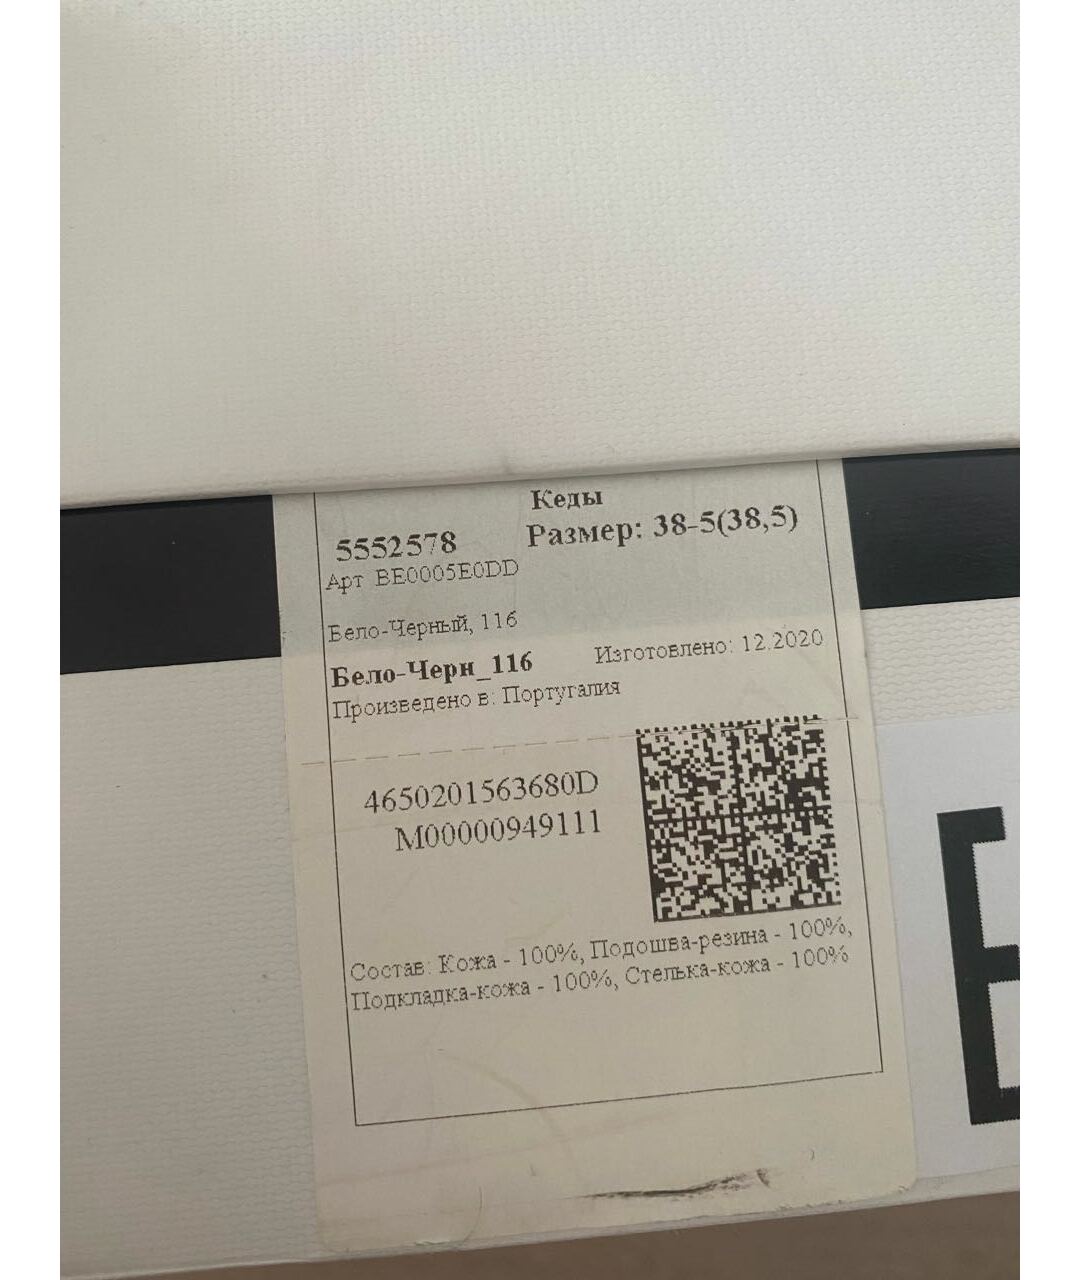 Кеды
5552578
Размер: 38-5(38,5)
Арт BE0005E0DD
Бело-Черный, 116
Бело-Черн_116
Изготовлено: 12.2020
Произведено в: Португалия
4650201563680D
M00000949111
Состав: Кожа - 100%, Подошва-резина - 100%,
Подкладка-кожа - 100%, Стелька-кожа - 100%
E